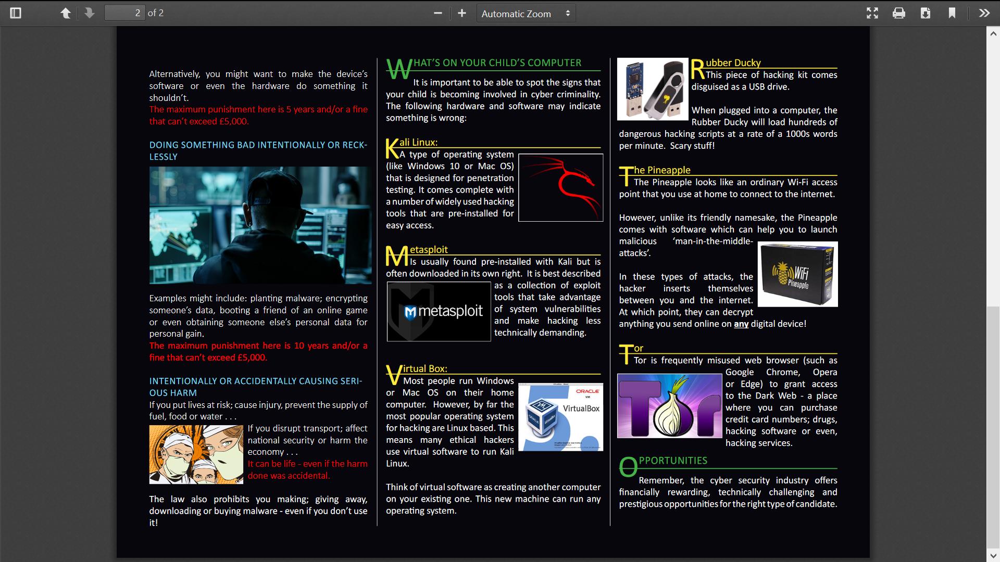 2 of 2
Automatic Zoom
Alternatively, you might want to make the device's
software or even the hardware do something it
shouldn't.
The maximum punishment here is 5 years and/or a fine
that can't exceed £5,000.
DOING SOMETHING BAD INTENTIONALLY OR RECK-
LESSLY
Examples might include: planting malware; encrypting
someone's data, booting a friend of an online game
or even obtaining someone else's personal data for
personal gain.
The maximum punishment here is 10 years and/or a
fine that can't exceed £5,000.
INTENTIONALLY OR ACCIDENTALLY CAUSING SERI-
OUS HARM
If you put lives at risk; cause injury, prevent the supply of
fuel, food or water . . .
If you disrupt transport; affect
national security or harm the
economy . . .
It can be life - even if the harm
done was accidental.
The law also prohibits you making; giving away,
downloading or buying malware - even if you don't use
it!
WHAT'S ON YOUR CHILD'S COMPUTER
It is important to be able to spot the signs that
your child is becoming involved in cyber criminality.
The following hardware and software may indicate
something is wrong:
Kali Linux:
A type of operating system
(like Windows 10 or Mac OS)
that is designed for penetration
testing. It comes complete with
a number of widely used hacking
tools that are pre-installed for
easy access.
Metasploit
Is usually found pre-installed with Kali but is
often downloaded in its own right. It is best described
as a collection of exploit
tools that take advantage
of system vulnerabilities
and make hacking less
technically demanding.
metasploit
Virtual Box:
Most people run Windows
or Mac OS on their home
computer. However, by far the
most popular operating system
for hacking are Linux based. This
means many ethical hackers
use virtual software to run Kali
Linux.
ORACLE
VM
VirtualBox
Think of virtual software as creating another computer
on your existing one. This new machine can run any
operating system.
Rubber Ducky
This piece of hacking kit comes
disguised as a USB drive.
When plugged into a computer, the
Rubber Ducky will load hundreds of
dangerous hacking scripts at a rate of a 1000s words
per minute. Scary stuff!
The Pineapple
The Pineapple looks like an ordinary Wi-Fi access
point that you use at home to connect to the internet.
However, unlike its friendly namesake, the Pineapple
comes with software which can help you to launch
malicious 'man-in-the-middle-
attacks'.
WiFi
Pineapple
In these types of attacks, the
hacker inserts themselves
between you and the internet.
At which point, they can decrypt
anything you send online on any digital device!
Tor
Tor is frequently misused web browser (such as
Google Chrome, Opera
or Edge) to grant access
to the Dark Web - a place
where you can purchase
credit card numbers; drugs,
hacking software or even,
hacking services.
Tor
OPPORTUNITIES
Remember, the cyber security industry offers
financially rewarding, technically challenging and
prestigious opportunities for the right type of candidate.